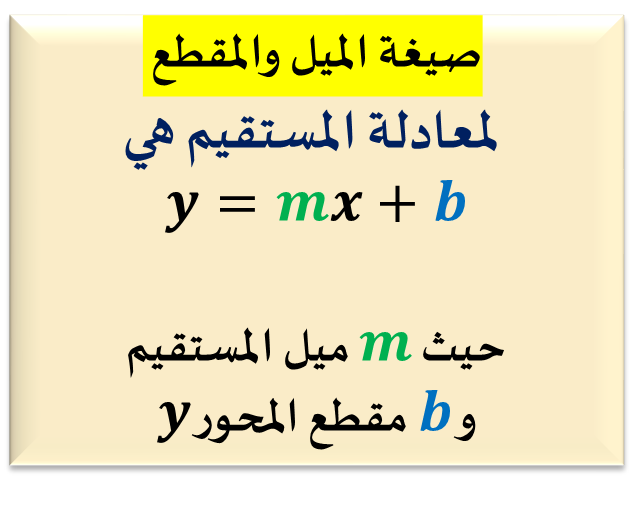 صيغة الميل والمقطع
لمعادلة المستقيم هي
y = mx + b
حيث m ميل المستقيم
و b مقطع المحور y